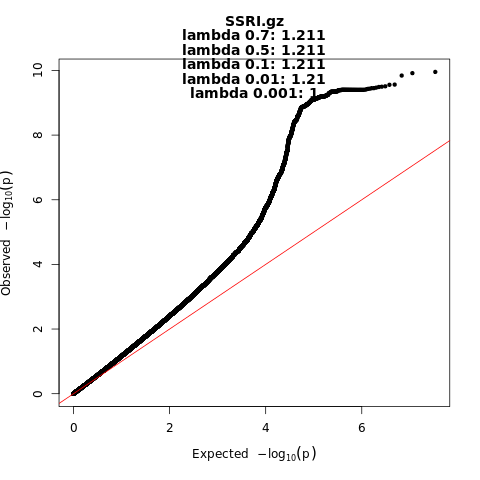 SSRI.gz
lambda 0.7: 1.211
lambda 0.5: 1.211
lambda 0.1: 1.211
lambda 0.01: 1.21
lambda 0.001: 1
10
8
6
4
2
0
Observed −log10(p)
0 2 4 6
Expected −log10(p)